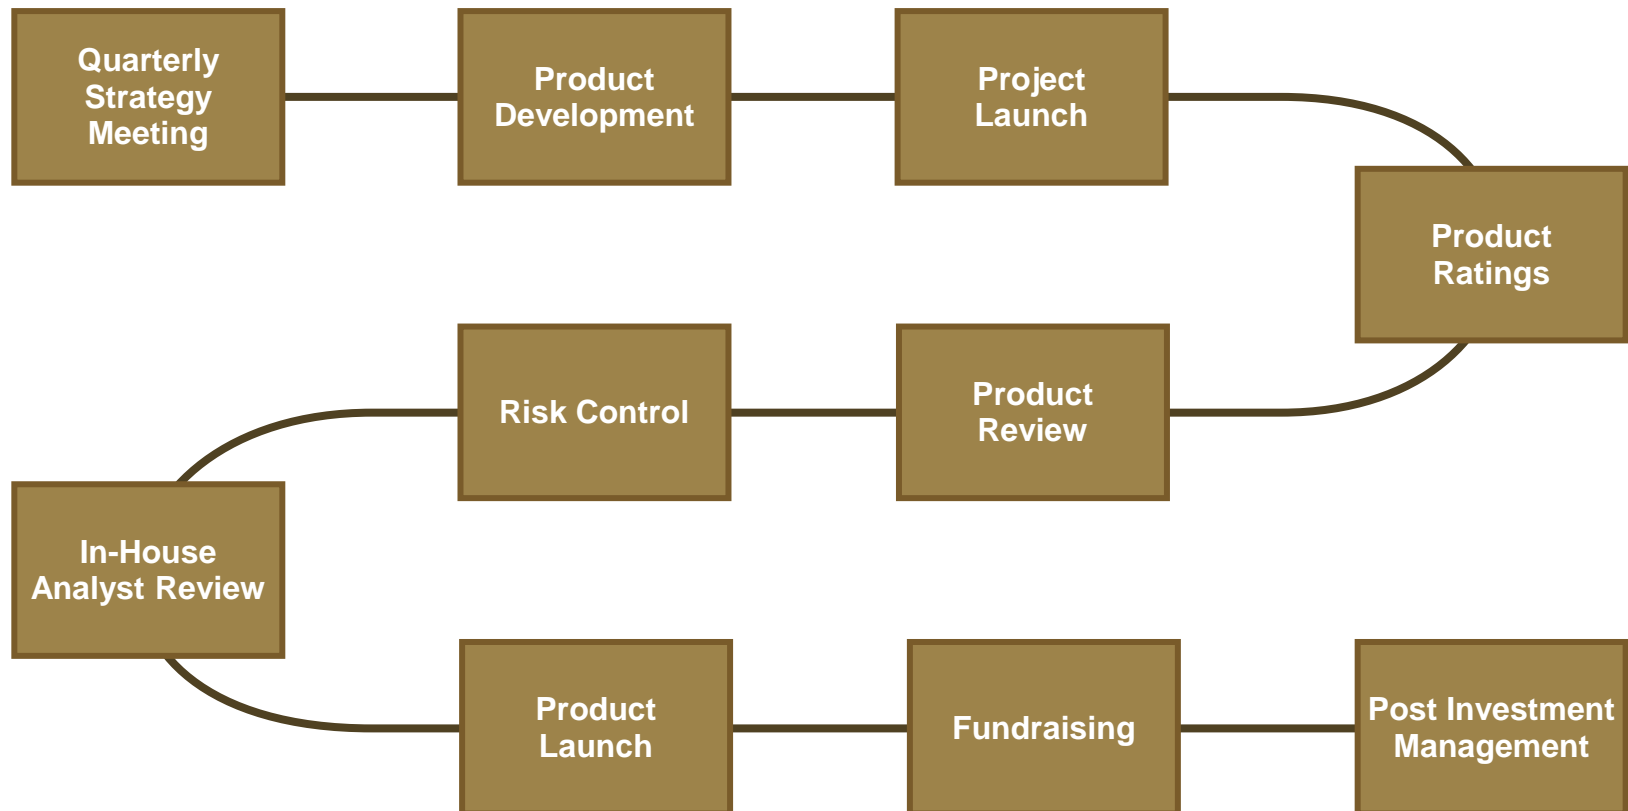 Quarterly
Strategy
Meeting
Product
Development
Project
Launch
Product
Ratings
Product
Review
Risk Control
In-House
Analyst Review
Product
Launch
Fundraising
Post Investment
Management